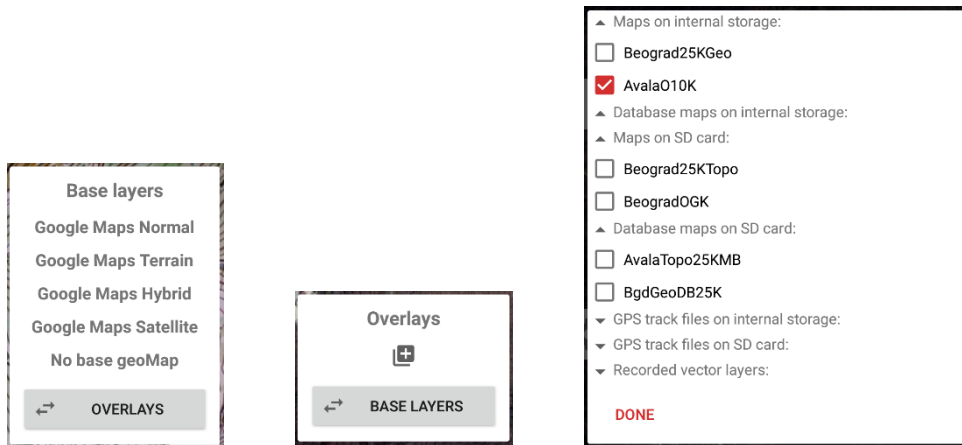 Base layers
Google Maps Normal
Google Maps Terrain
Google Maps Hybrid
Google Maps Satellite
No base geoMap
OVERLAYS
Overlays
BASE LAYERS
Maps on internal storage:
Beograd25KGeo
AvalaO10K
Database maps on internal storage:
Maps on SD card:
Beograd25KTopo
BeogradOGK
Database maps on SD card:
AvalaTopo25KMB
BgdGeoDB25K
GPS track files on internal storage:
GPS track files on SD card:
Recorded vector layers:
DONE